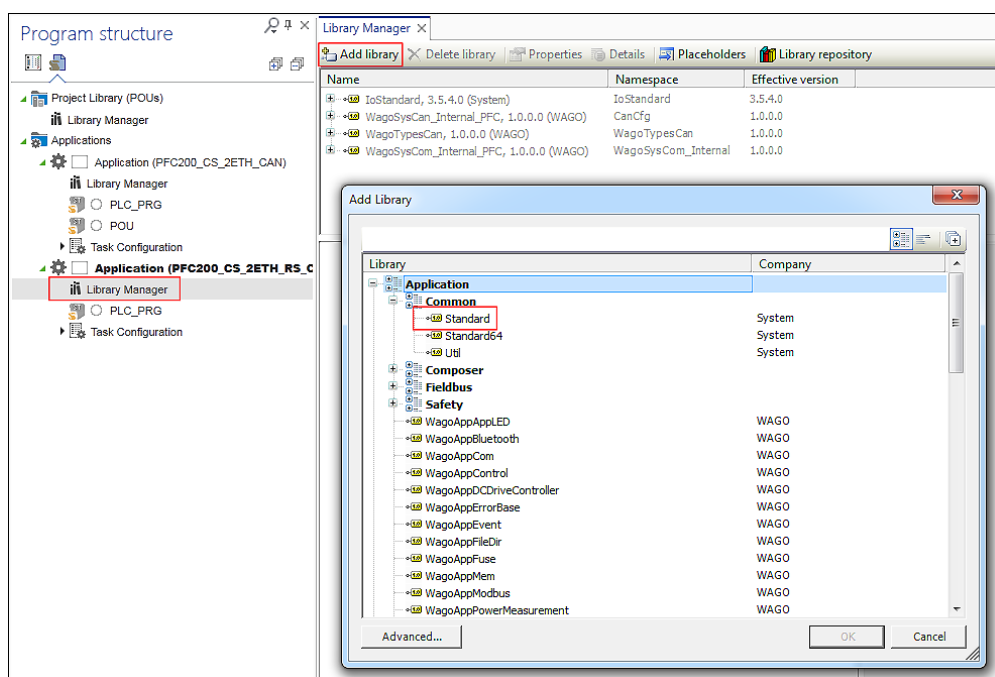 Program structure
Project Library (POUs)
Library Manager
Applications
Application (PFC200_CS_2ETH_CAN)
Library Manager
PLC_PRG
POU
Task Configuration
Application (PFC200_CS_2ETH_RS_C
Library Manager
PLC_PRG
Task Configuration
Library Manager
Add library Delete library Properties Details Placeholders Library repository
Name Namespace Effective version
IoStandard, 3.5.4.0 (System) IoStandard 3.5.4.0
WagoSysCan_Internal_PFC, 1.0.0.0 (WAGO) CanCfg 1.0.0.0
WagoTypesCan, 1.0.0.0 (WAGO) WagoTypesCan 1.0.0.0
WagoSysCom_Internal_PFC, 1.0.0.0 (WAGO) WagoSysCom_Internal 1.0.0.0
Add Library
Library Company
Application
Common
Standard System
Standard64 System
Util System
Composer
Fieldbus
Safety
WagoAppAppLED WAGO
WagoAppBluetooth WAGO
WagoAppCom WAGO
WagoAppControl WAGO
WagoAppDCDriveController WAGO
WagoAppErrorBase WAGO
WagoAppEvent WAGO
WagoAppFileDir WAGO
WagoAppFuse WAGO
WagoAppMem WAGO
WagoAppModbus WAGO
WagoAppPowerMeasurement WAGO
Advanced... OK Cancel